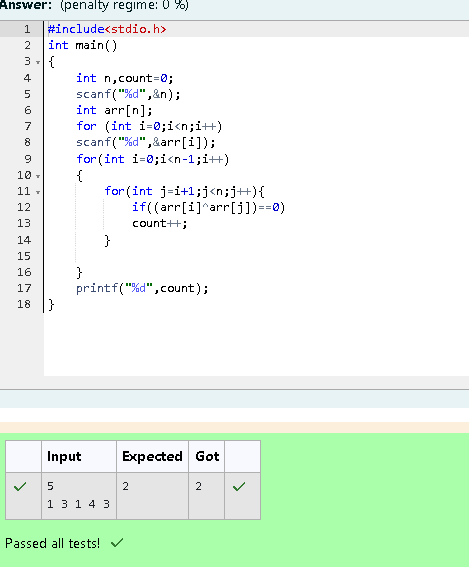 Answer: (penalty regime: 0 %)
1 #include<stdio.h>
2 int main()
3 {
4 int n,count=0;
5 scanf("%d",&n);
6 int arr[n];
7 for (int i=0;i<n;i++)
8 scanf("%d",&arr[i]);
9 for(int i=0;i<n-1;i++)
10 {
11 for(int j=i+1;j<n;j++){
12 if((arr[i]^arr[j])==0)
13 count++;
14 }
15
16 }
17 printf("%d",count);
18 }
Input Expected Got
5 2 2
1 3 1 4 3
Passed all tests!